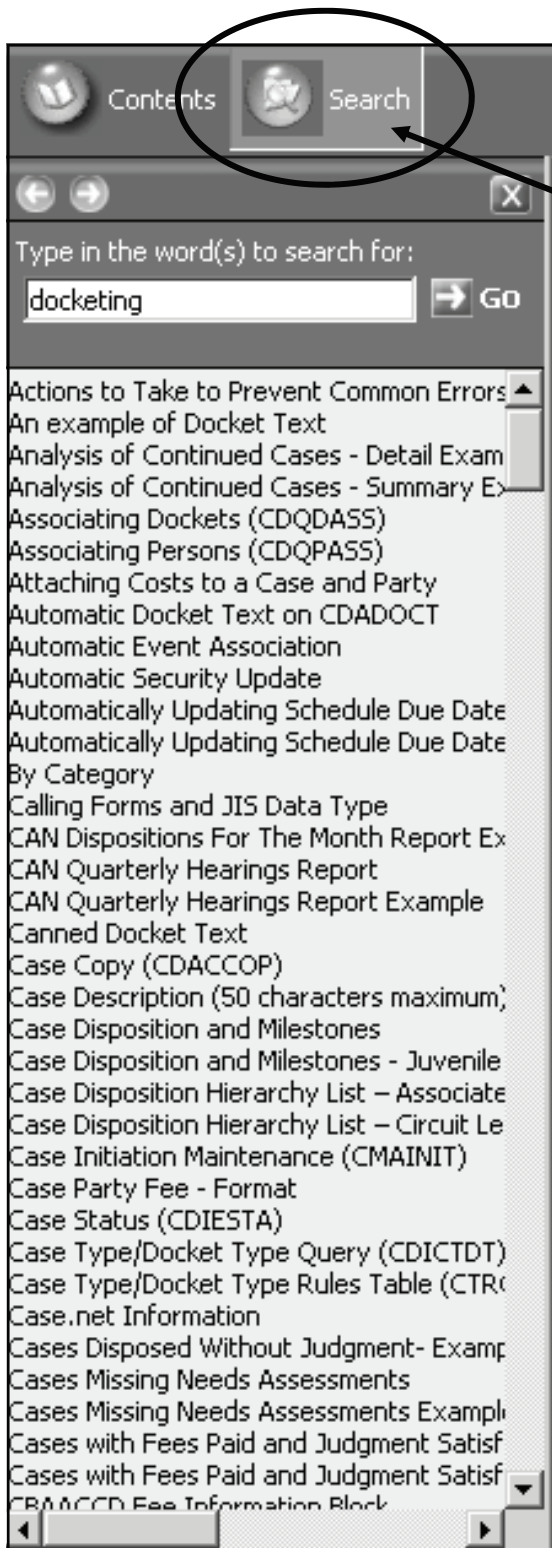 Contents Search
Type in the word(s) to search for:
docketing Go
Actions to Take to Prevent Common Errors
An example of Docket Text
Analysis of Continued Cases - Detail Exam
Analysis of Continued Cases - Summary Ex
Associating Dockets (CDQDASS)
Associating Persons (CDQPASS)
Attaching Costs to a Case and Party
Automatic Docket Text on CDADOCT
Automatic Event Association
Automatic Security Update
Automatically Updating Schedule Due Date
Automatically Updating Schedule Due Date
By Category
Calling Forms and JIS Data Type
CAN Dispositions For The Month Report Ex
CAN Quarterly Hearings Report
CAN Quarterly Hearings Report Example
Canned Docket Text
Case Copy (CDACCOP)
Case Description (50 characters maximum)
Case Disposition and Milestones
Case Disposition and Milestones - Juvenile
Case Disposition Hierarchy List – Associate
Case Disposition Hierarchy List – Circuit Le
Case Initiation Maintenance (CMAINIT)
Case Party Fee - Format
Case Status (CDIESTA)
Case Type/Docket Type Query (CDICTDT)
Case Type/Docket Type Rules Table (CTRC
Case.net Information
Cases Disposed Without Judgment- Examp
Cases Missing Needs Assessments
Cases Missing Needs Assessments Example
Cases with Fees Paid and Judgment Satisf
Cases with Fees Paid and Judgment Satisf
CBAACCD Fee Information Block